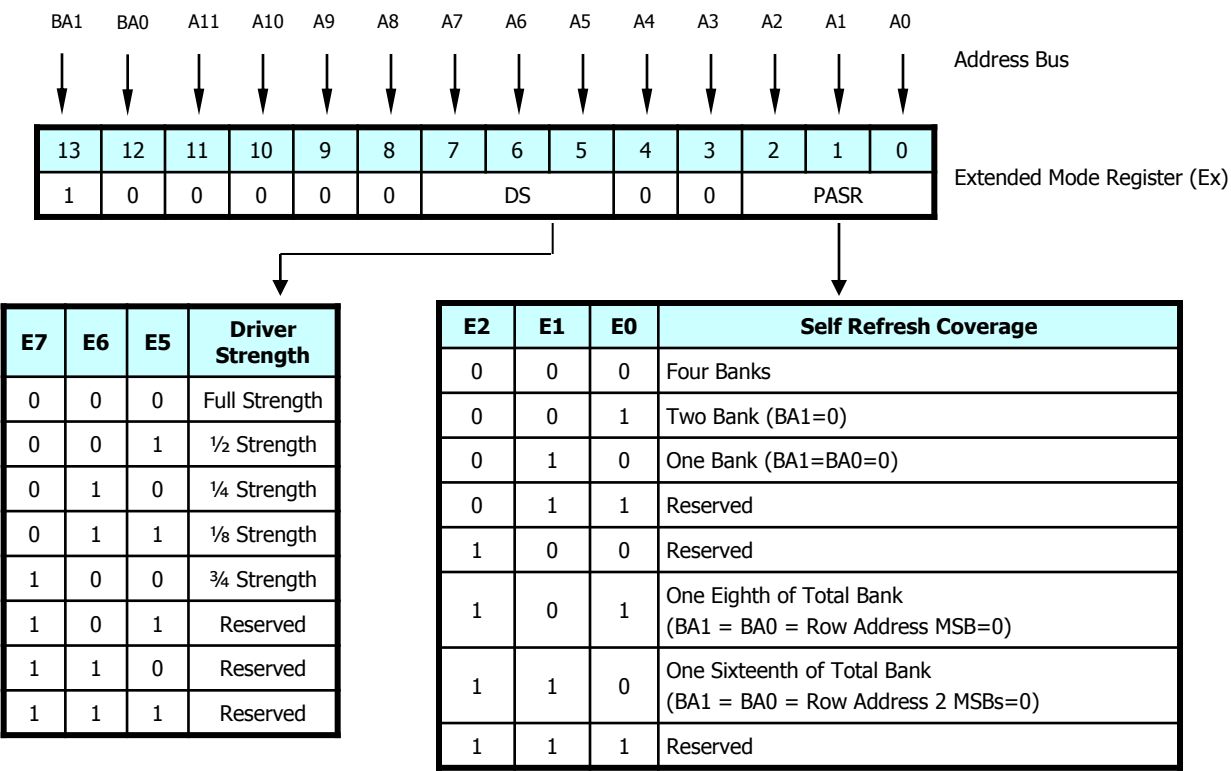 BA1 BA0 A11 A10 A9 A8 A7 A6 A5 A4 A3 A2 A1 A0
Address Bus
13 12 11 10 9 8 7 6 5 4 3 2 1 0
1 0 0 0 0 0 DS 0 0 PASR
Extended Mode Register (Ex)
E7 E6 E5 Driver
Strength
0 0 0 Full Strength
0 0 1 ½ Strength
0 1 0 ¼ Strength
0 1 1 ⅛ Strength
1 0 0 ¾ Strength
1 0 1 Reserved
1 1 0 Reserved
1 1 1 Reserved
E2 E1 E0 Self Refresh Coverage
0 0 0 Four Banks
0 0 1 Two Bank (BA1=0)
0 1 0 One Bank (BA1=BA0=0)
0 1 1 Reserved
1 0 0 Reserved
1 0 1 One Eighth of Total Bank
(BA1 = BA0 = Row Address MSB=0)
1 1 0 One Sixteenth of Total Bank
(BA1 = BA0 = Row Address 2 MSBs=0)
1 1 1 Reserved